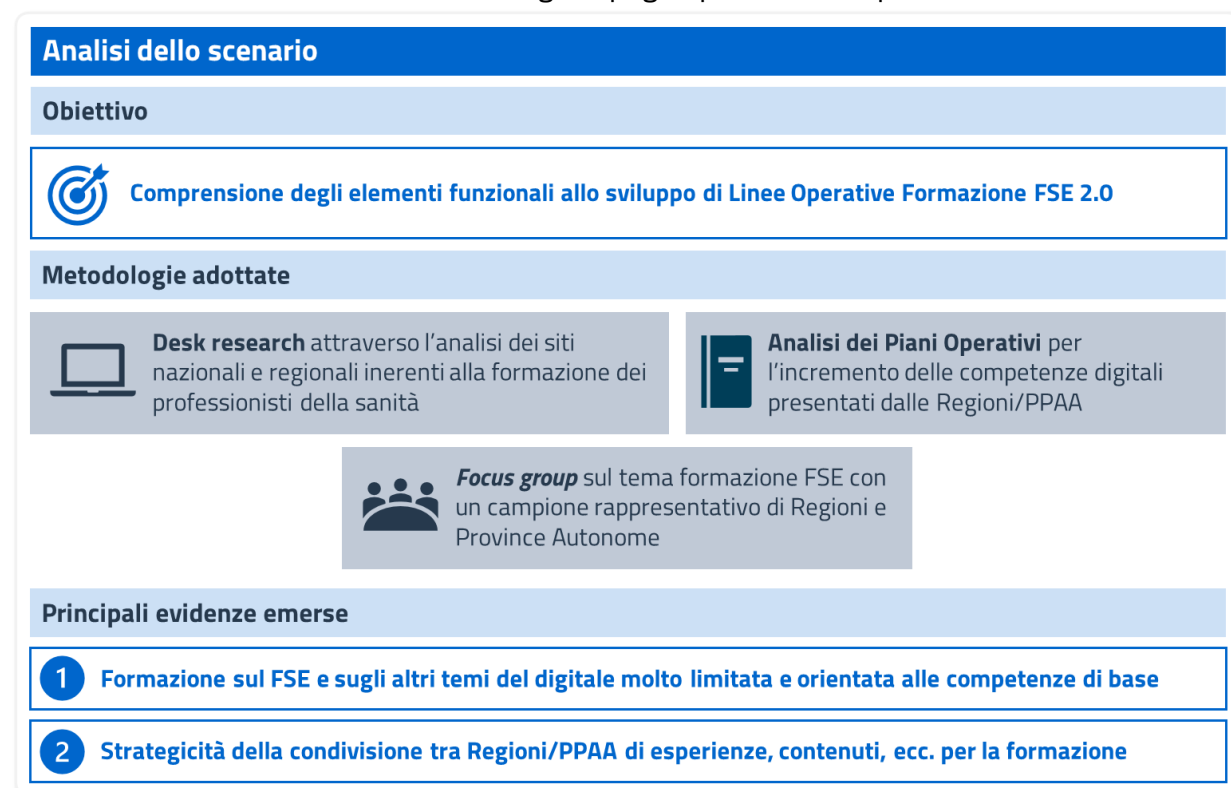 Analisi dello scenario
Obiettivo
Comprensione degli elementi funzionali allo sviluppo di Linee Operative Formazione FSE 2.0
Metodologie adottate
Desk research attraverso l'analisi dei siti
nazionali e regionali inerenti alla formazione dei
professionisti della sanità
Analisi dei Piani Operativi per
l'incremento delle competenze digitali
presentati dalle Regioni/PPAA
Focus group sul tema formazione FSE con
un campione rappresentativo di Regioni e
Province Autonome
Principali evidenze emerse
1 Formazione sul FSE e sugli altri temi del digitale molto limitata e orientata alle competenze di base
2 Strategicità della condivisione tra Regioni/PPAA di esperienze, contenuti, ecc. per la formazione